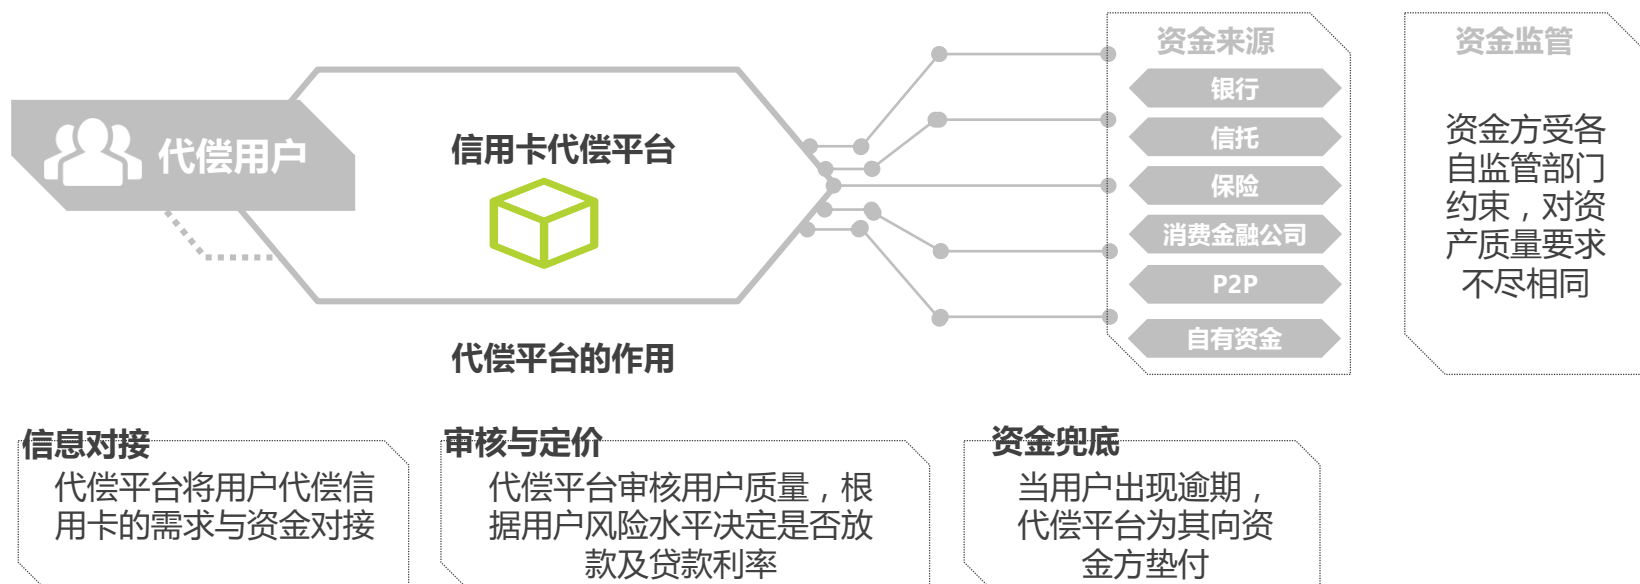 代偿用户
信用卡代偿平台
代偿平台的作用
资金来源
银行
信托
保险
消费金融公司
P2P
自有资金
资金监管
资金方受各
自监管部门
约束，对资
产质量要求
不尽相同
信息对接
代偿平台将用户代偿信
用卡的需求与资金对接
审核与定价
代偿平台审核用户质量，根
据用户风险水平决定是否放
款及贷款利率
资金兜底
当用户出现逾期，
代偿平台为其向资
金方垫付